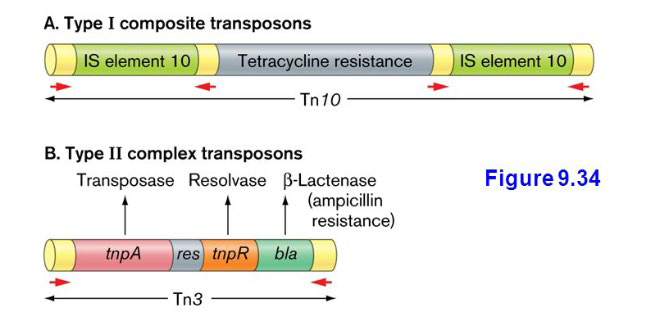 A. Type I composite transposons
IS element 10 Tetracycline resistance IS element 10
Tn10
B. Type II complex transposons
Transposase Resolvase β-Lactenase
(ampicillin
resistance)
Figure 9.34
tnpA res tnpR bla
Tn3